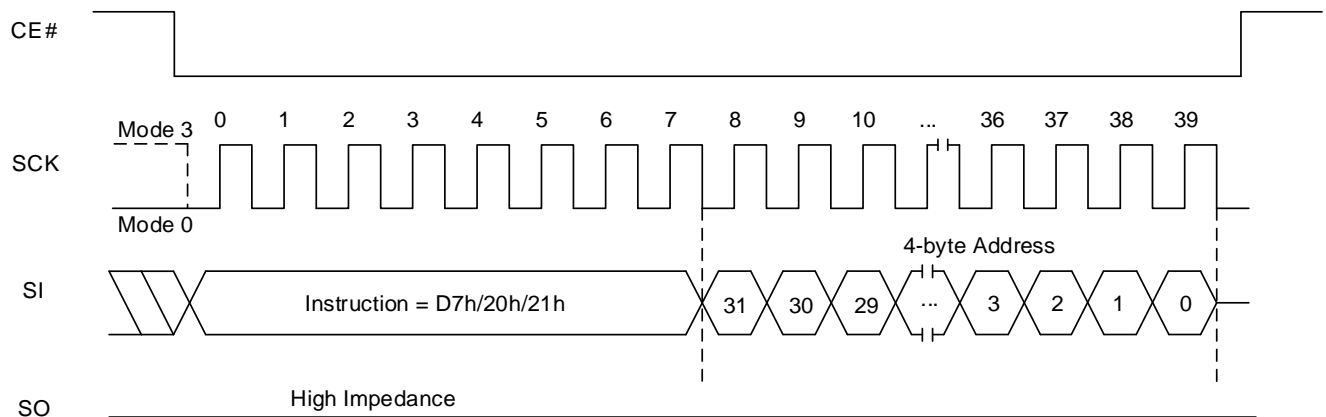 CE#
Mode 3 0 1 2 3 4 5 6 7 8 9 10 ... 36 37 38 39
SCK
Mode 0
4-byte Address
SI Instruction = D7h/20h/21h 31 30 29 ... 3 2 1 0
High Impedance
SO